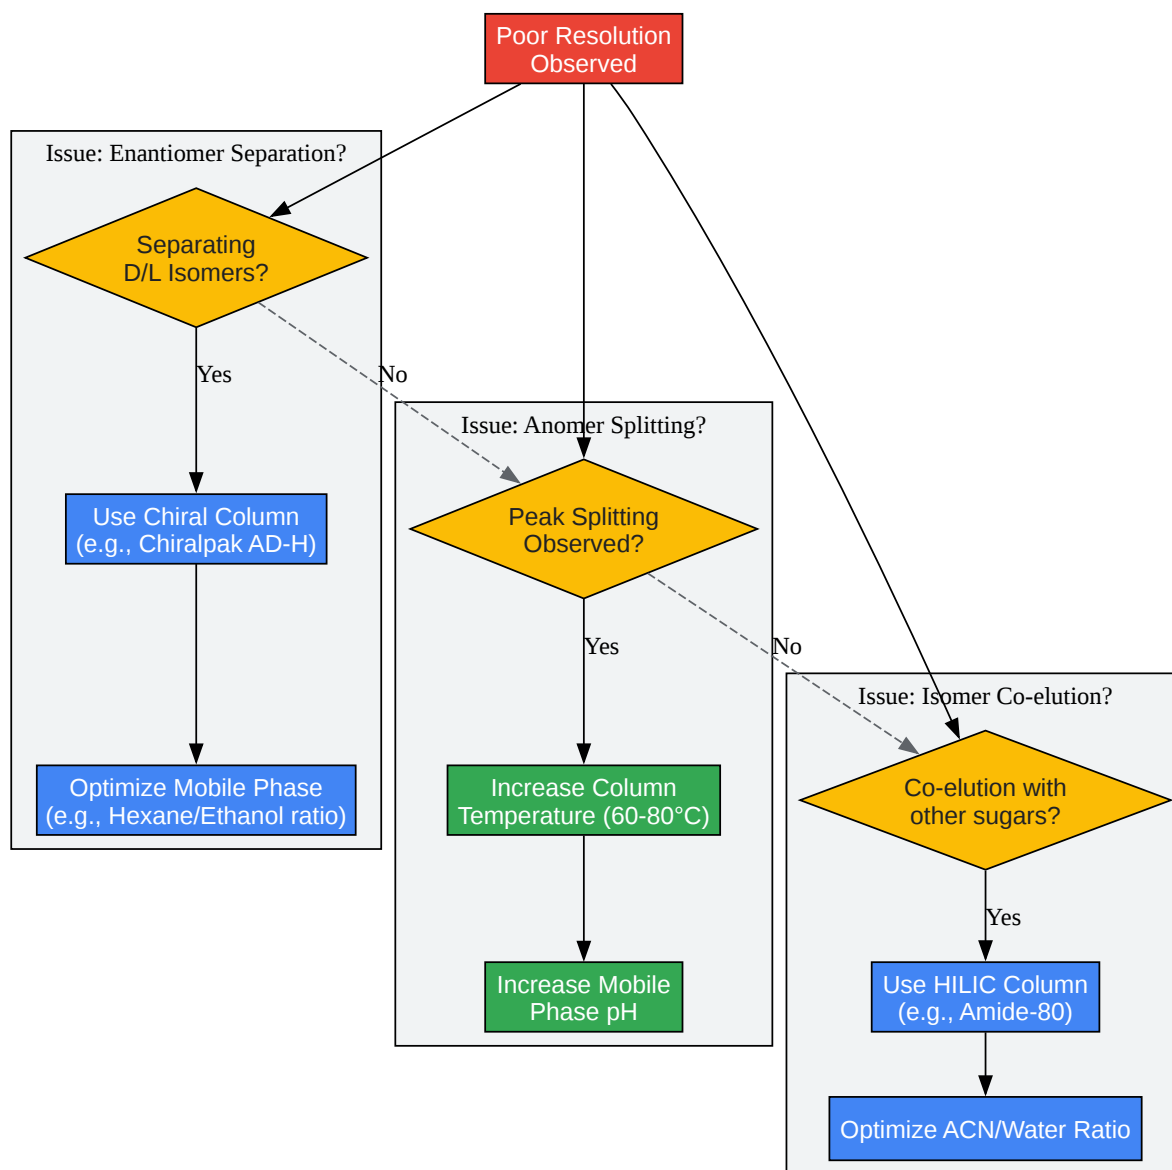 Poor Resolution
Observed
Issue: Enantiomer Separation?
Separating
D/L Isomers?
Yes
No
Use Chiral Column
(e.g., Chiralpak AD-H)
Optimize Mobile Phase
(e.g., Hexane/Ethanol ratio)
Issue: Anomer Splitting?
Peak Splitting
Observed?
Yes
No
Increase Column
Temperature (60-80°C)
Increase Mobile
Phase pH
Issue: Isomer Co-elution?
Co-elution with
other sugars?
Yes
Use HILIC Column
(e.g., Amide-80)
Optimize ACN/Water Ratio